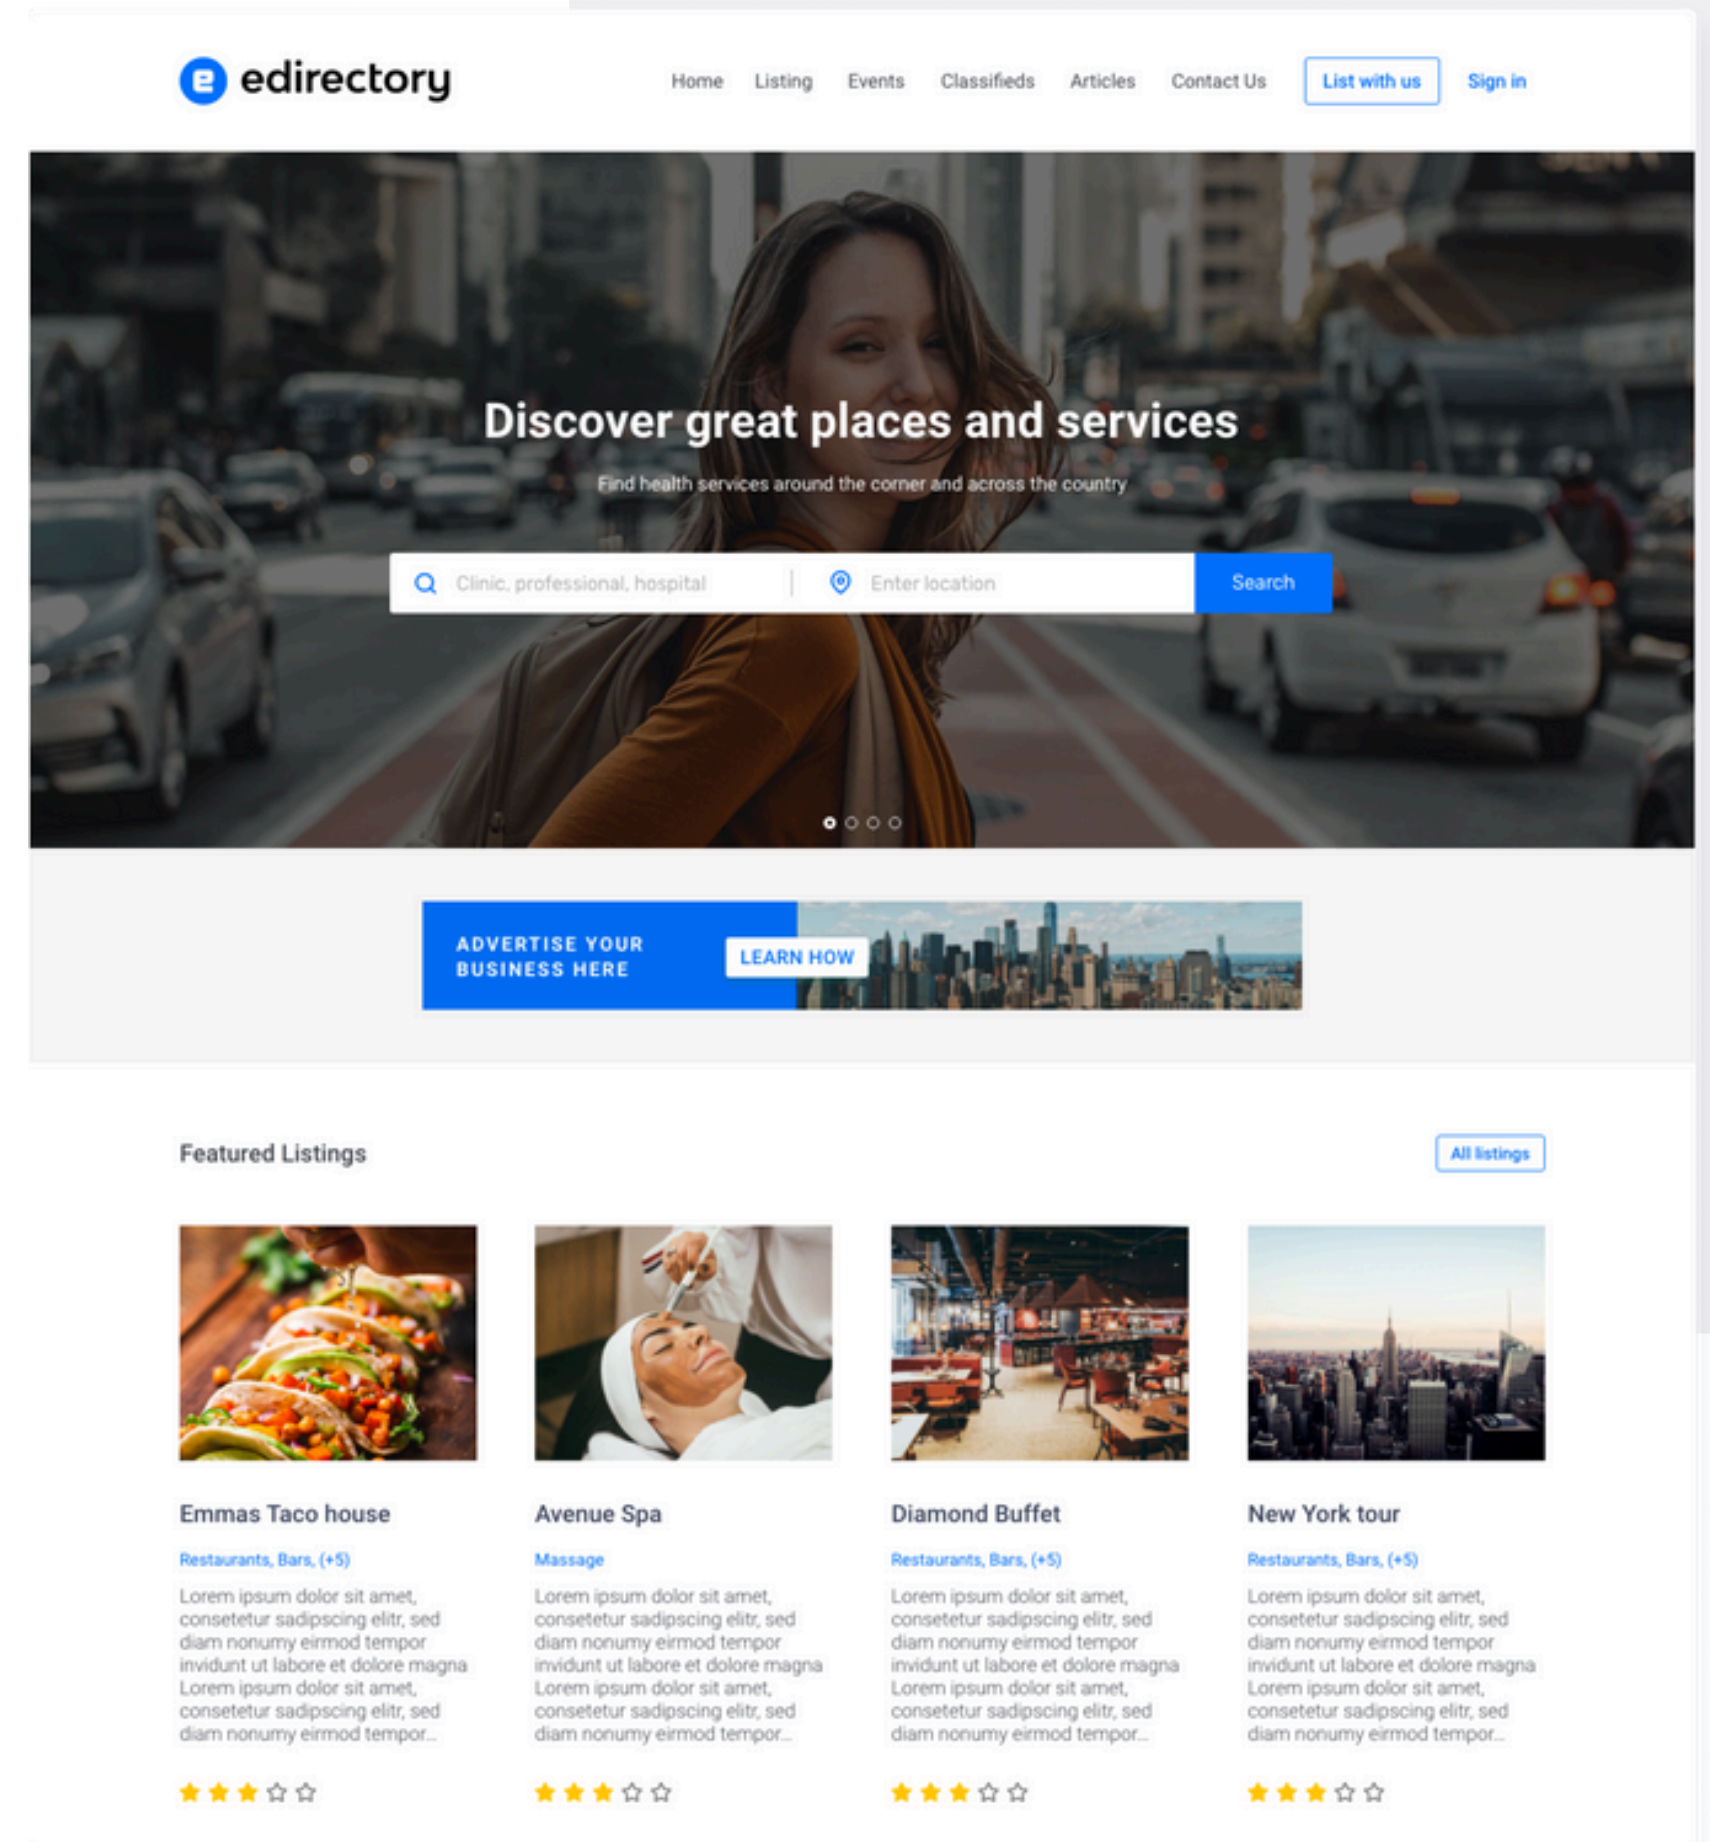 edirectory
Home Listing Events Classifieds Articles Contact Us List with us Sign in
Discover great places and services
Find health services around the corner and across the country
Clinic, professional, hospital Enter location Search
ADVERTISE YOUR
BUSINESS HERE
LEARN HOW
Featured Listings All listings
Emmas Taco house
Restaurants, Bars, (+5)
Lorem ipsum dolor sit amet,
consetetur sadipscing elitr, sed
diam nonumy eirmod tempor
invidunt ut labore et dolore magna
Lorem ipsum dolor sit amet,
consetetur sadipscing elitr, sed
diam nonumy eirmod tempor...
Avenue Spa
Massage
Lorem ipsum dolor sit amet,
consetetur sadipscing elitr, sed
diam nonumy eirmod tempor
invidunt ut labore et dolore magna
Lorem ipsum dolor sit amet,
consetetur sadipscing elitr, sed
diam nonumy eirmod tempor...
Diamond Buffet
Restaurants, Bars, (+5)
Lorem ipsum dolor sit amet,
consetetur sadipscing elitr, sed
diam nonumy eirmod tempor
invidunt ut labore et dolore magna
Lorem ipsum dolor sit amet,
consetetur sadipscing elitr, sed
diam nonumy eirmod tempor...
New York tour
Restaurants, Bars, (+5)
Lorem ipsum dolor sit amet,
consetetur sadipscing elitr, sed
diam nonumy eirmod tempor
invidunt ut labore et dolore magna
Lorem ipsum dolor sit amet,
consetetur sadipscing elitr, sed
diam nonumy eirmod tempor...